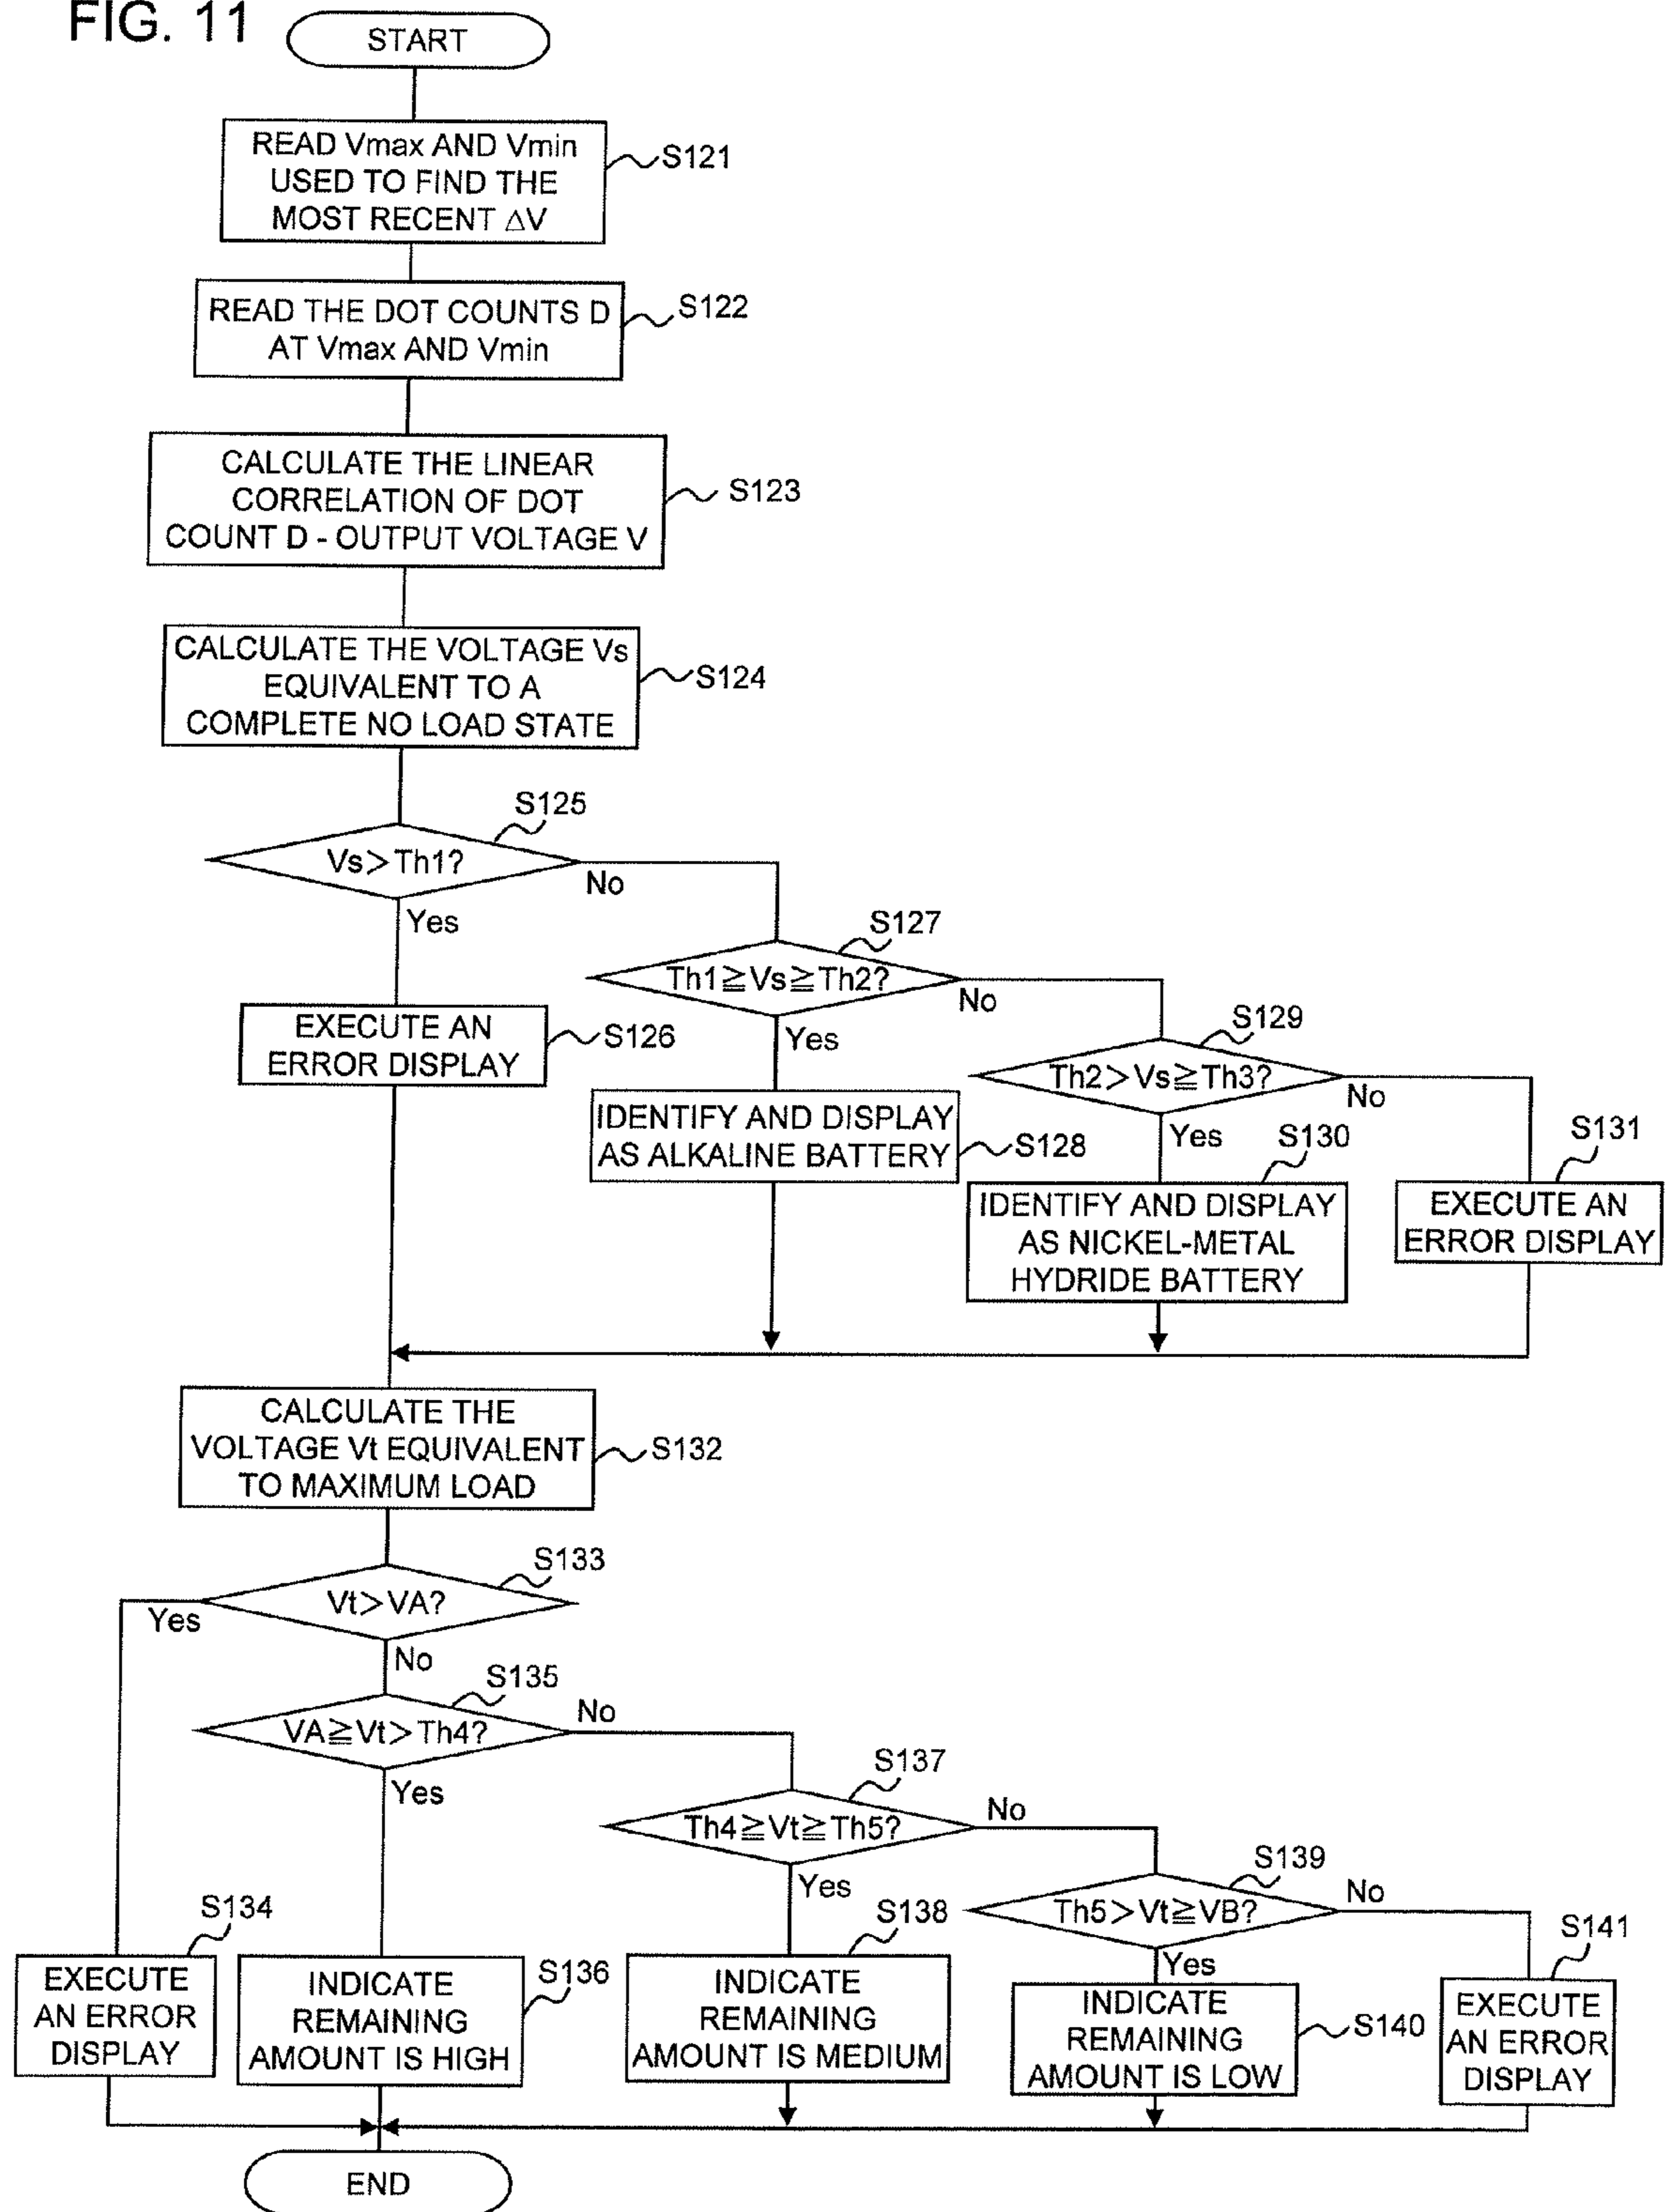 FIG. 11
START
READ Vmax AND Vmin
USED TO FIND THE
MOST RECENT △V
S121
READ THE DOT COUNTS D
AT Vmax AND Vmin
S122
CALCULATE THE LINEAR
CORRELATION OF DOT
COUNT D - OUTPUT VOLTAGE V
S123
CALCULATE THE VOLTAGE Vs
EQUIVALENT TO A
COMPLETE NO LOAD STATE
S124
S125
Vs>Th1?
No
Yes
S127
Th1≧Vs≧Th2?
No
Yes
EXECUTE AN
ERROR DISPLAY
S126
S129
Th2>Vs≧Th3?
No
Yes
IDENTIFY AND DISPLAY
AS ALKALINE BATTERY
S128
S130
IDENTIFY AND DISPLAY
AS NICKEL-METAL
HYDRIDE BATTERY
S131
EXECUTE AN
ERROR DISPLAY
CALCULATE THE
VOLTAGE Vt EQUIVALENT
TO MAXIMUM LOAD
S132
S133
Vt>VA?
Yes
No
S135
VA≧Vt>Th4?
No
Yes
S137
Th4≧Vt≧Th5?
No
Yes
S139
Th5>Vt≧VB?
No
Yes
S134
EXECUTE
AN ERROR
DISPLAY
INDICATE
REMAINING
AMOUNT IS HIGH
S136
S138
INDICATE
REMAINING
AMOUNT IS MEDIUM
INDICATE
REMAINING
AMOUNT IS LOW
S140
S141
EXECUTE
AN ERROR
DISPLAY
END